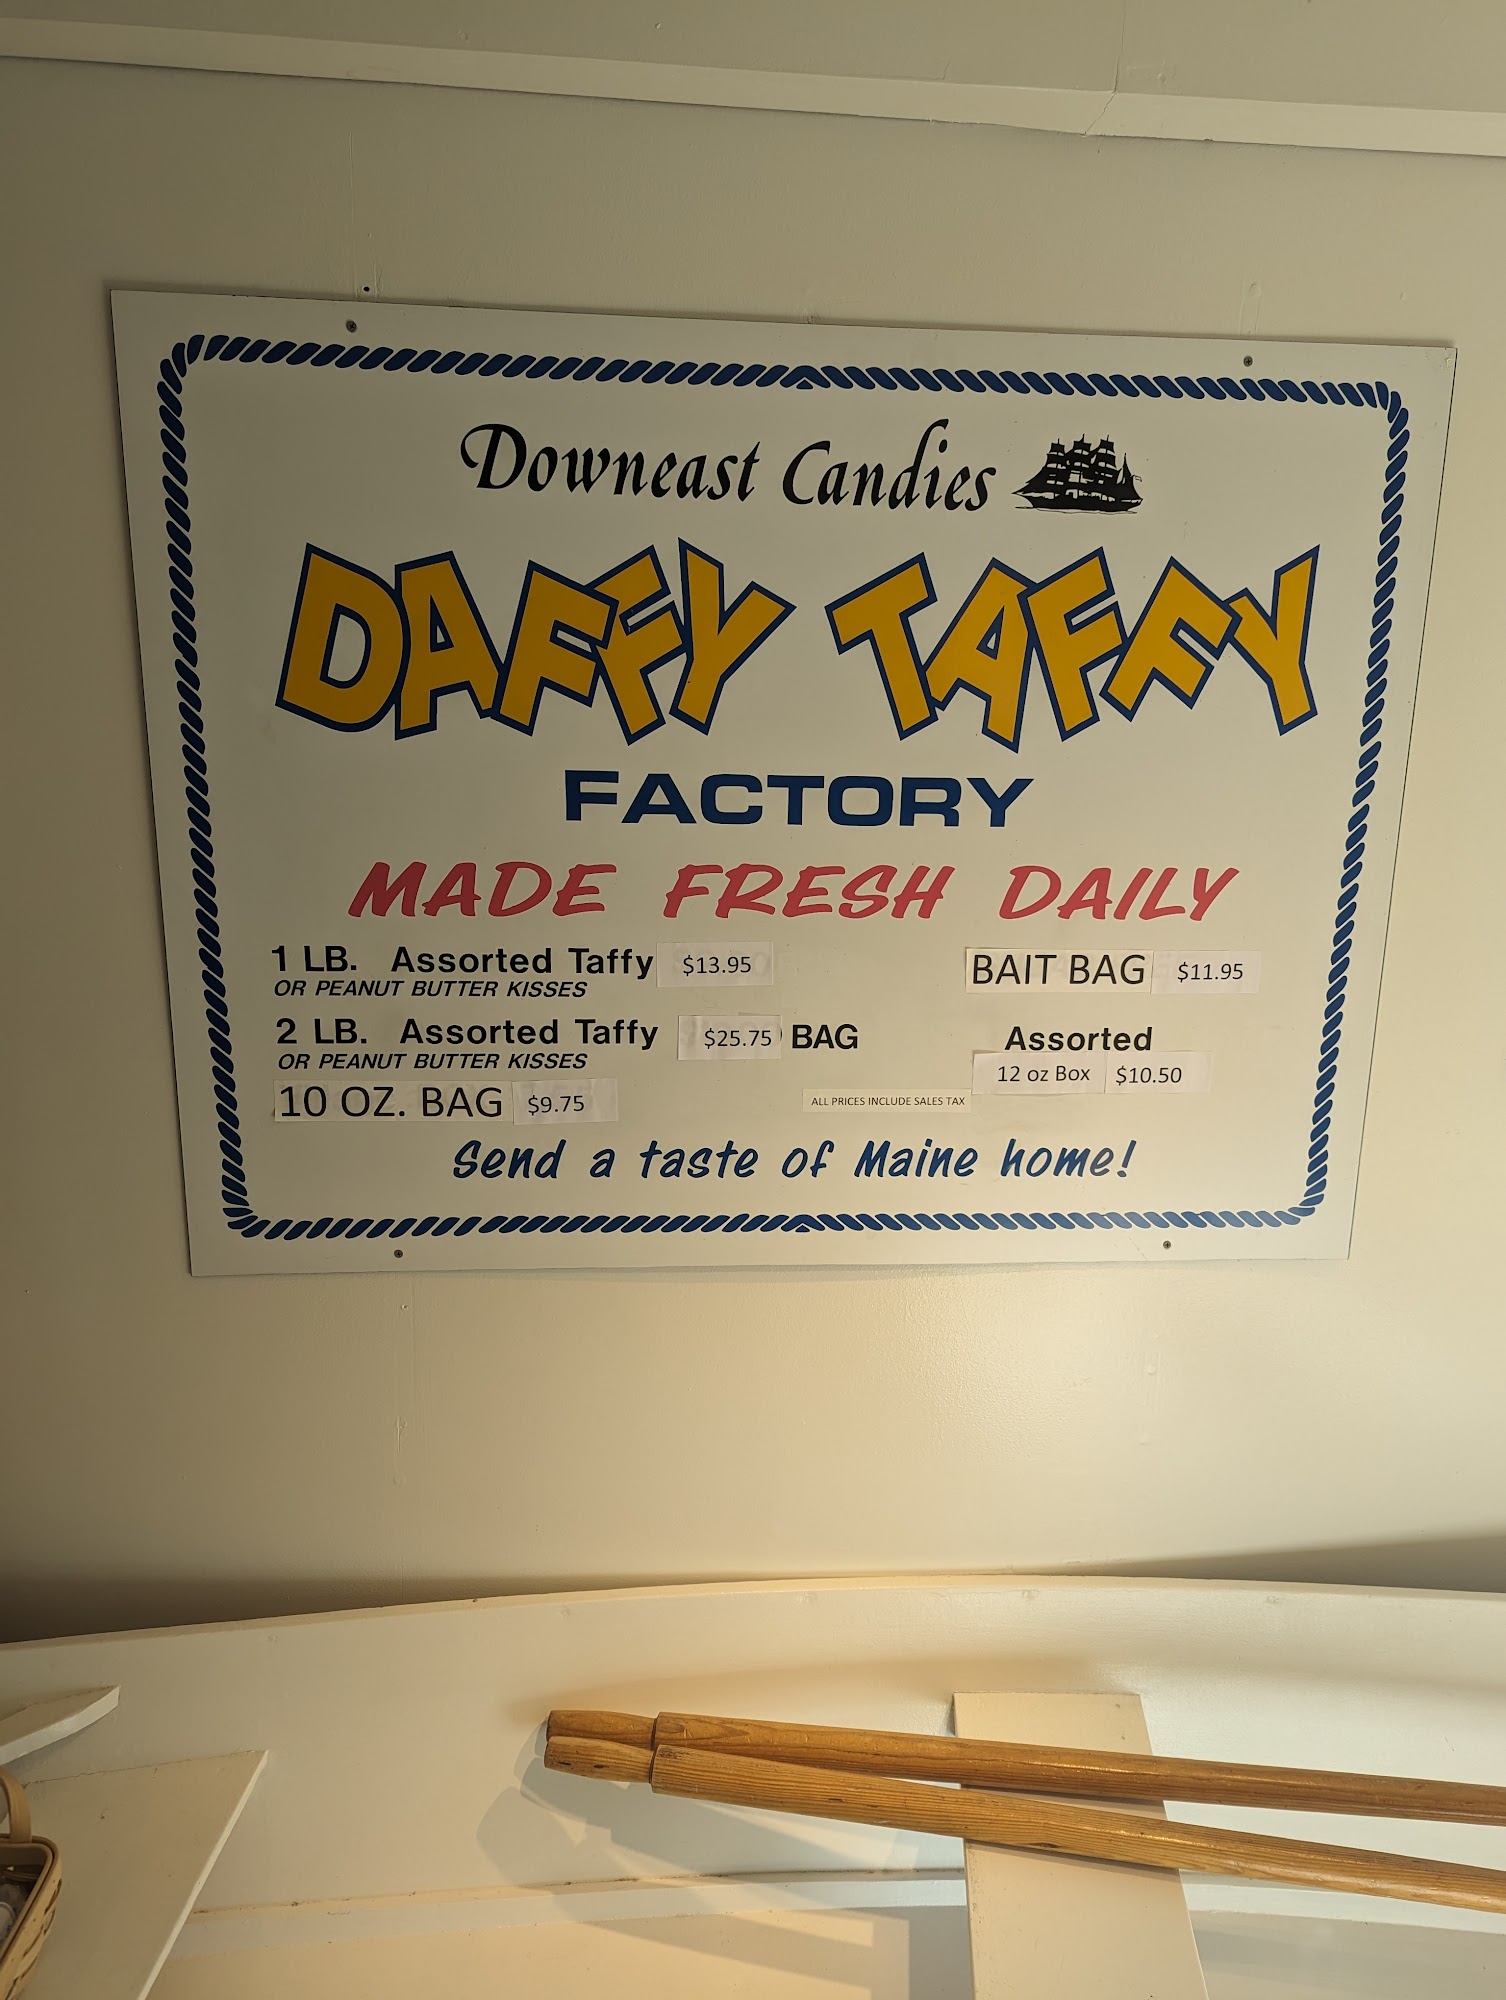 Downeast Candies
DAFFY TAFFY
FACTORY
MADE FRESH DAILY
1 LB. Assorted Taffy $13.95
OR PEANUT BUTTER KISSES
2 LB. Assorted Taffy $25.75 BAG
OR PEANUT BUTTER KISSES
10 OZ. BAG $9.75
BAIT BAG $11.95
Assorted
12 oz Box $10.50
ALL PRICES INCLUDE SALES TAX
Send a taste of Maine home!